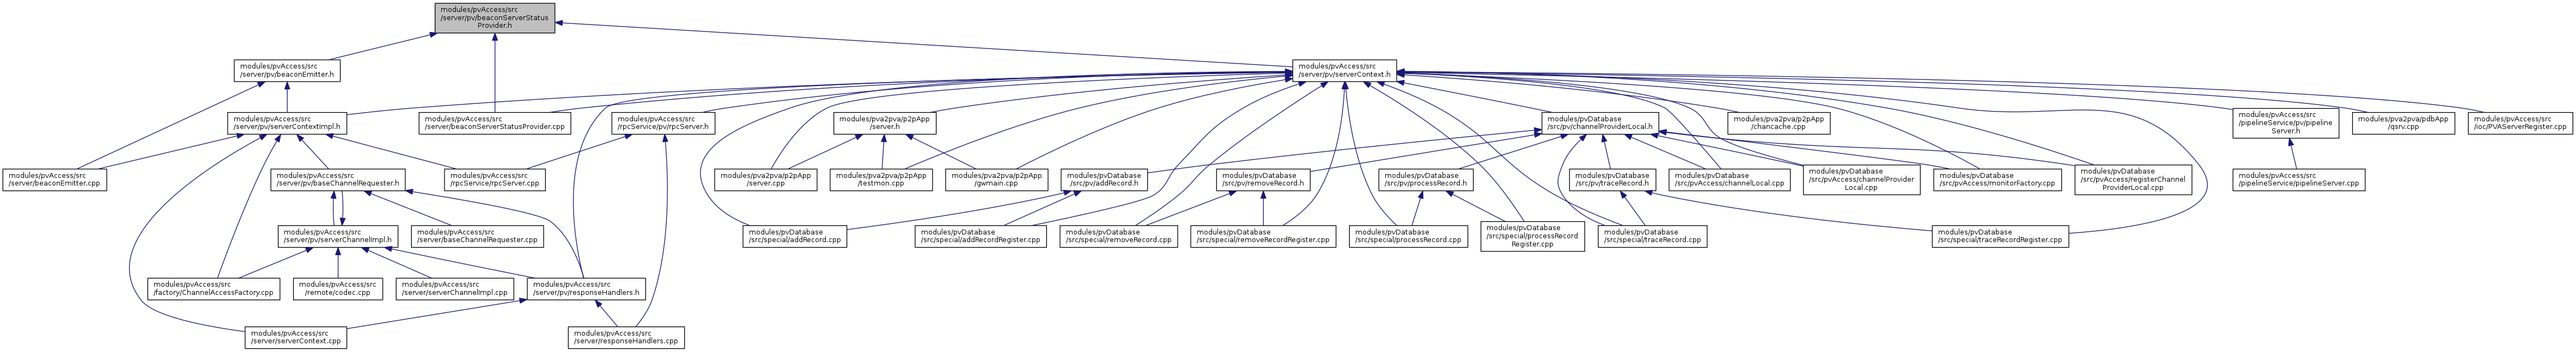 modules/pvAccess/src
/server/pv/beaconServerStatus
Provider.h
modules/pvAccess/src
/server/pv/beaconEmitter.h
modules/pvAccess/src
/server/pv/serverContext.h
modules/pvAccess/src
/server/pv/serverContextImpl.h
modules/pvAccess/src
/server/beaconServerStatusProvider.cpp
modules/pvAccess/src
/rpcService/pv/rpcServer.h
modules/pva2pva/p2pApp
/server.h
modules/pvDatabase
/src/pv/channelProviderLocal.h
modules/pva2pva/p2pApp
/chancache.cpp
modules/pvAccess/src
/pipelineService/pv/pipeline
Server.h
modules/pva2pva/pdbApp
/qsrv.cpp
modules/pvAccess/src
/ioc/PVAServerRegister.cpp
modules/pvAccess/src
/server/beaconEmitter.cpp
modules/pvAccess/src
/server/pv/baseChannelRequester.h
modules/pvAccess/src
/rpcService/rpcServer.cpp
modules/pva2pva/p2pApp
/server.cpp
modules/pva2pva/p2pApp
/testmon.cpp
modules/pva2pva/p2pApp
/gwmain.cpp
modules/pvDatabase
/src/pv/addRecord.h
modules/pvDatabase
/src/pv/removeRecord.h
modules/pvDatabase
/src/pv/processRecord.h
modules/pvDatabase
/src/pv/traceRecord.h
modules/pvDatabase
/src/pvAccess/channelLocal.cpp
modules/pvDatabase
/src/pvAccess/channelProvider
Local.cpp
modules/pvDatabase
/src/pvAccess/monitorFactory.cpp
modules/pvDatabase
/src/pvAccess/registerChannel
ProviderLocal.cpp
modules/pvAccess/src
/pipelineService/pipelineServer.cpp
modules/pvAccess/src
/server/pv/serverChannelImpl.h
modules/pvAccess/src
/server/baseChannelRequester.cpp
modules/pvDatabase
/src/special/addRecord.cpp
modules/pvDatabase
/src/special/addRecordRegister.cpp
modules/pvDatabase
/src/special/removeRecord.cpp
modules/pvDatabase
/src/special/removeRecordRegister.cpp
modules/pvDatabase
/src/special/processRecord.cpp
modules/pvDatabase
/src/special/processRecord
Register.cpp
modules/pvDatabase
/src/special/traceRecord.cpp
modules/pvDatabase
/src/special/traceRecordRegister.cpp
modules/pvAccess/src
/factory/ChannelAccessFactory.cpp
modules/pvAccess/src
/remote/codec.cpp
modules/pvAccess/src
/server/serverChannelImpl.cpp
modules/pvAccess/src
/server/pv/responseHandlers.h
modules/pvAccess/src
/server/serverContext.cpp
modules/pvAccess/src
/server/responseHandlers.cpp